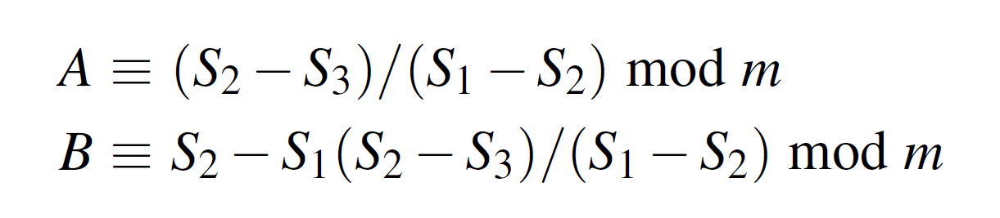 A ≡ (S₂ − S₃)/(S₁ − S₂) mod m
B ≡ S₂ − S₁(S₂ − S₃)/(S₁ − S₂) mod m